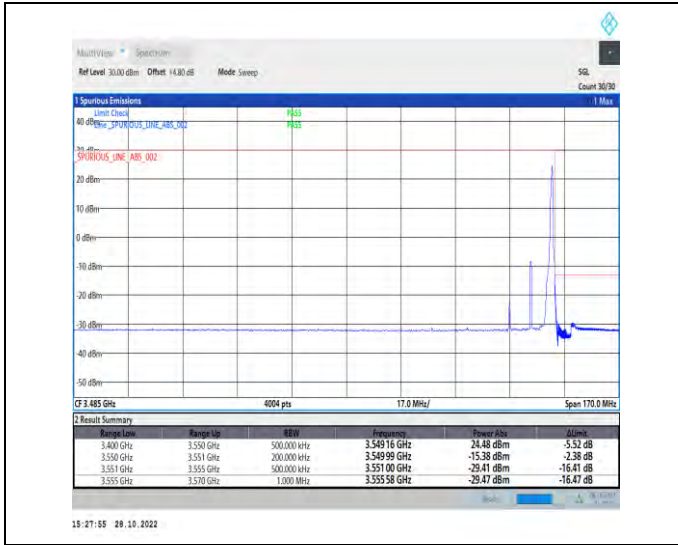 MultiView Spectrum
Ref Level 30.00 dBm Offset 14.80 dB Mode Sweep SGL
Count 30/30
1 Spurious Emissions 1 Max
Limit Check PASS
40 dBm
Line _SPURIOUS_LINE_ABS_002 PASS
30 dBm
_SPURIOUS_LINE_ABS_002
20 dBm
10 dBm
0 dBm
-10 dBm
-20 dBm
-30 dBm
-40 dBm
-50 dBm
CF 3.485 GHz 4004 pts 17.0 MHz/ Span 170.0 MHz
2 Result Summary
Range Low Range Up RBW Frequency Power Abs ΔLimit
3.400 GHz 3.550 GHz 500.000 kHz 3.549 16 GHz 24.48 dBm -5.52 dB
3.550 GHz 3.551 GHz 200.000 kHz 3.549 99 GHz -15.38 dBm -2.38 dB
3.551 GHz 3.555 GHz 500.000 kHz 3.551 00 GHz -29.41 dBm -16.41 dB
3.555 GHz 3.570 GHz 1.000 MHz 3.555 58 GHz -29.47 dBm -16.47 dB
15:27:55 28.10.2022